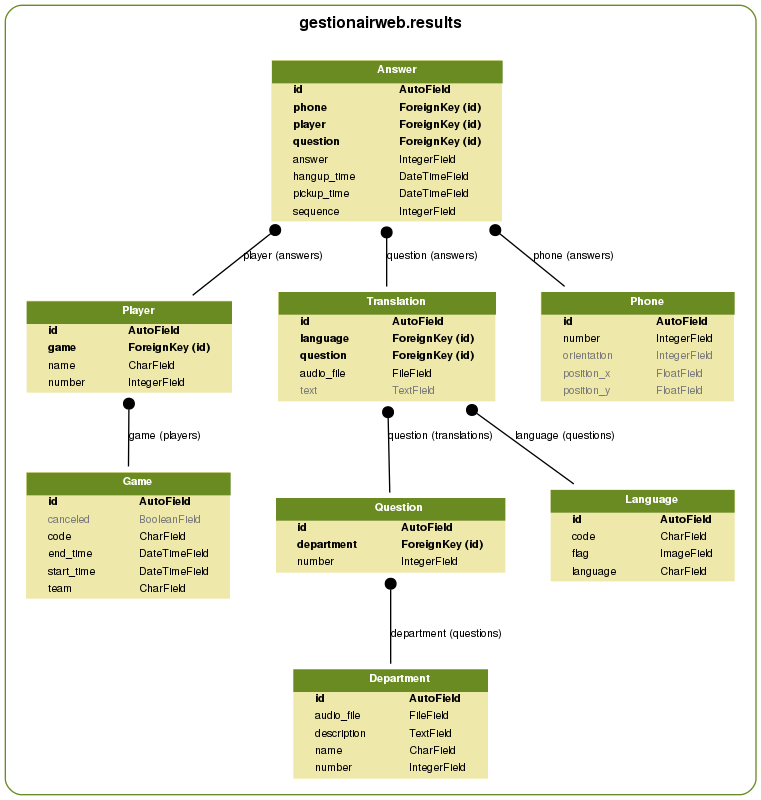 gestionairweb.results
Answer
id AutoField
phone ForeignKey (id)
player ForeignKey (id)
question ForeignKey (id)
answer IntegerField
hangup_time DateTimeField
pickup_time DateTimeField
sequence IntegerField
player (answers)
question (answers)
phone (answers)
Player
id AutoField
game ForeignKey (id)
name CharField
number IntegerField
Translation
id AutoField
language ForeignKey (id)
question ForeignKey (id)
audio_file FileField
text TextField
Phone
id AutoField
number IntegerField
orientation IntegerField
position_x FloatField
position_y FloatField
game (players)
question (translations)
language (questions)
Game
id AutoField
canceled BooleanField
code CharField
end_time DateTimeField
start_time DateTimeField
team CharField
Question
id AutoField
department ForeignKey (id)
number IntegerField
Language
id AutoField
code CharField
flag ImageField
language CharField
department (questions)
Department
id AutoField
audio_file FileField
description TextField
name CharField
number IntegerField